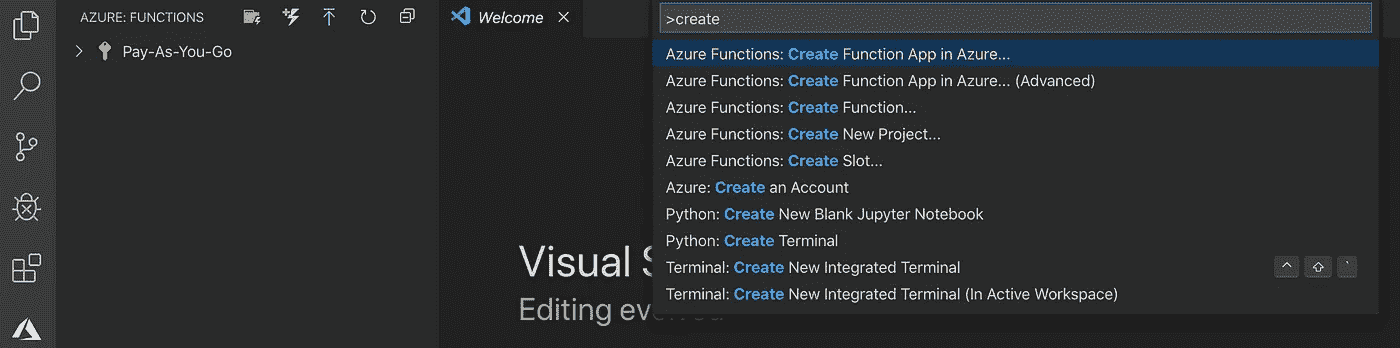 AZURE: FUNCTIONS
Pay-As-You-Go
Welcome
>create
Azure Functions: Create Function App in Azure...
Azure Functions: Create Function App in Azure... (Advanced)
Azure Functions: Create Function...
Azure Functions: Create New Project...
Azure Functions: Create Slot...
Azure: Create an Account
Python: Create New Blank Jupyter Notebook
Python: Create Terminal
Terminal: Create New Integrated Terminal ^ ⇧ `
Terminal: Create New Integrated Terminal (In Active Workspace)
Visual S
Editing